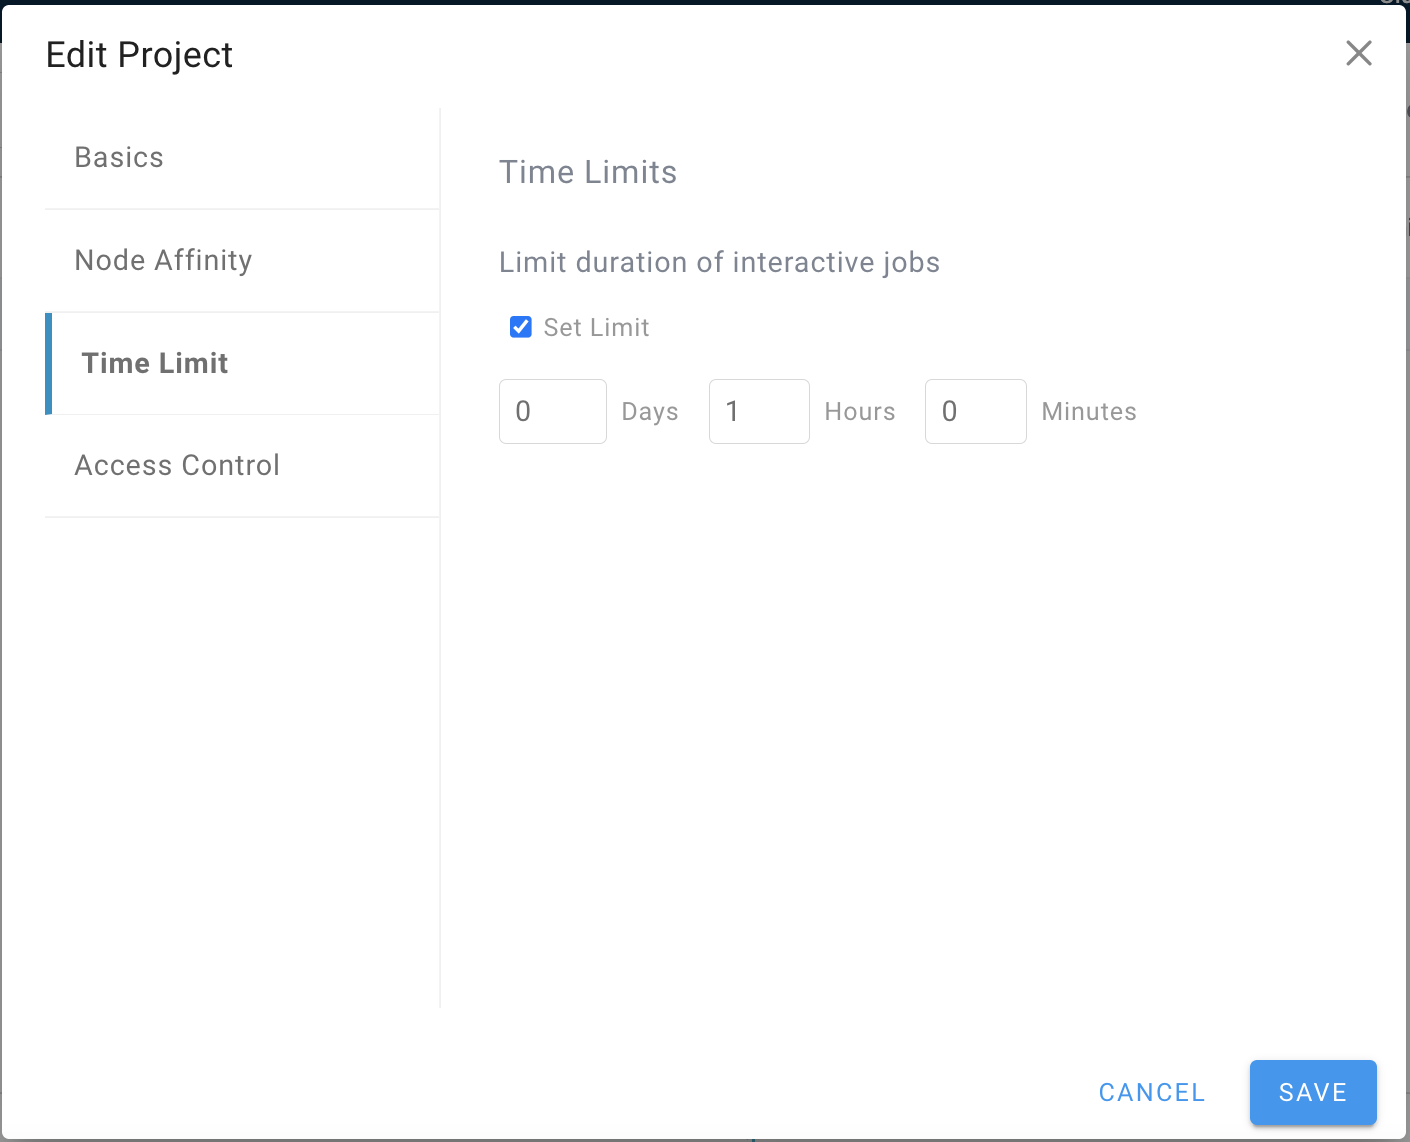 Edit Project
Basics
Node Affinity
Time Limit
Access Control
Time Limits
Limit duration of interactive jobs
Set Limit
0 Days 1 Hours 0 Minutes
CANCEL SAVE